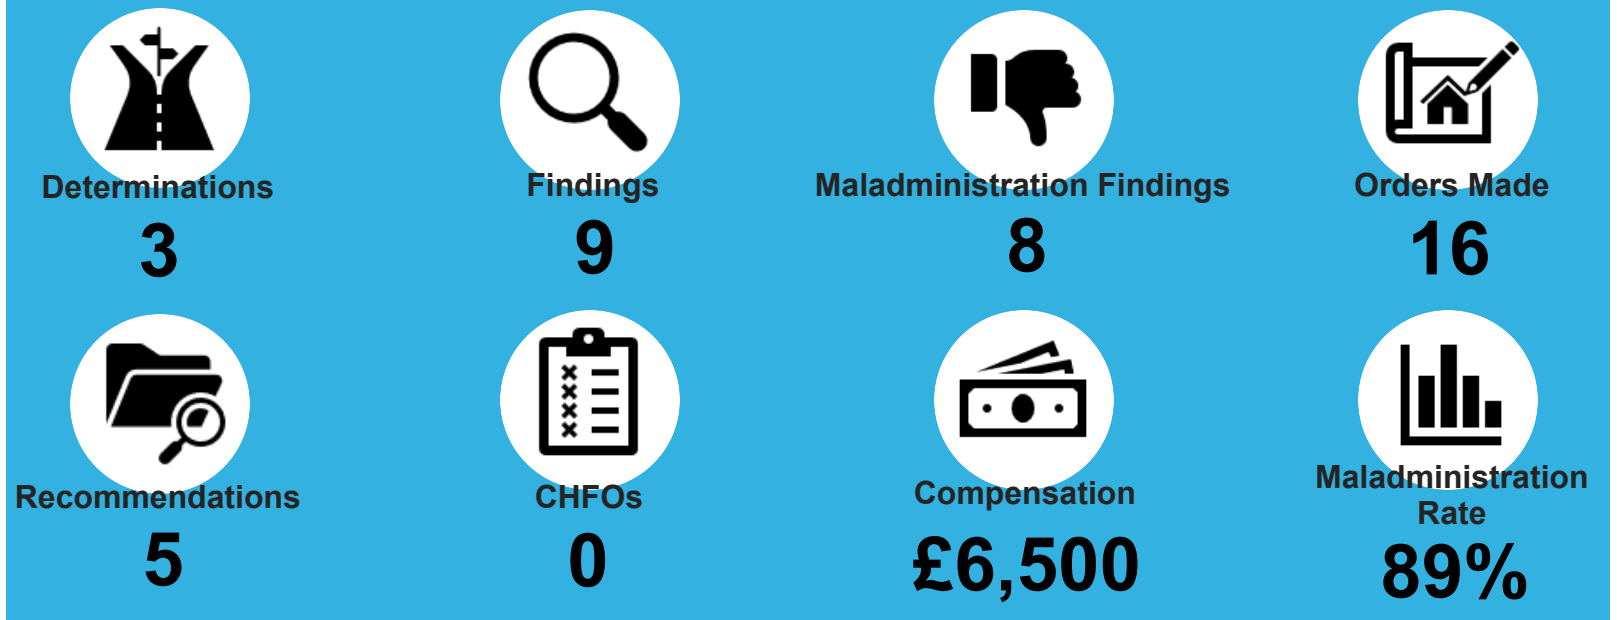 Determinations
3
Findings
9
Maladministration Findings
8
Orders Made
16
Recommendations
5
CHFOs
0
Compensation
£6,500
Maladministration
Rate
89%